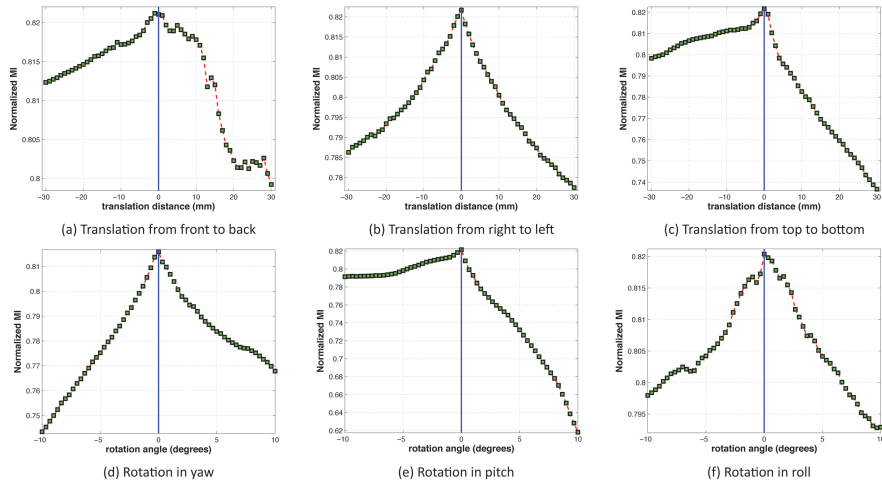 0.82
0.815
0.81
0.805
0.8
Normalized MI
−30 −20 −10 0 10 20 30
translation distance (mm)
(a) Translation from front to back
0.82
0.815
0.81
0.805
0.8
0.795
0.79
0.785
0.78
Normalized MI
−30 −20 −10 0 10 20 30
translation distance (mm)
(b) Translation from right to left
0.82
0.81
0.8
0.79
0.78
0.77
0.76
0.75
0.74
Normalized MI
−30 −20 −10 0 10 20 30
translation distance (mm)
(c) Translation from top to bottom
0.81
0.8
0.79
0.78
0.77
0.76
0.75
Normalized MI
−10 −5 0 5 10
rotation angle (degrees)
(d) Rotation in yaw
0.82
0.8
0.78
0.76
0.74
0.72
0.7
0.68
0.66
0.64
0.62
Normalized MI
−10 −5 0 5 10
rotation angle (degrees)
(e) Rotation in pitch
0.82
0.815
0.81
0.805
0.80
0.795
Normalized MI
−10 −5 0 5 10
rotation angle (degrees)
(f) Rotation in roll